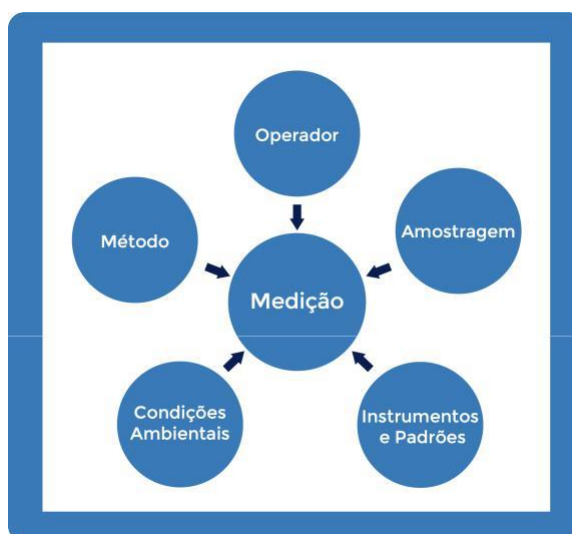 Operador
Método
Amostragem
Medição
Condições
Ambientais
Instrumentos
e Padrões